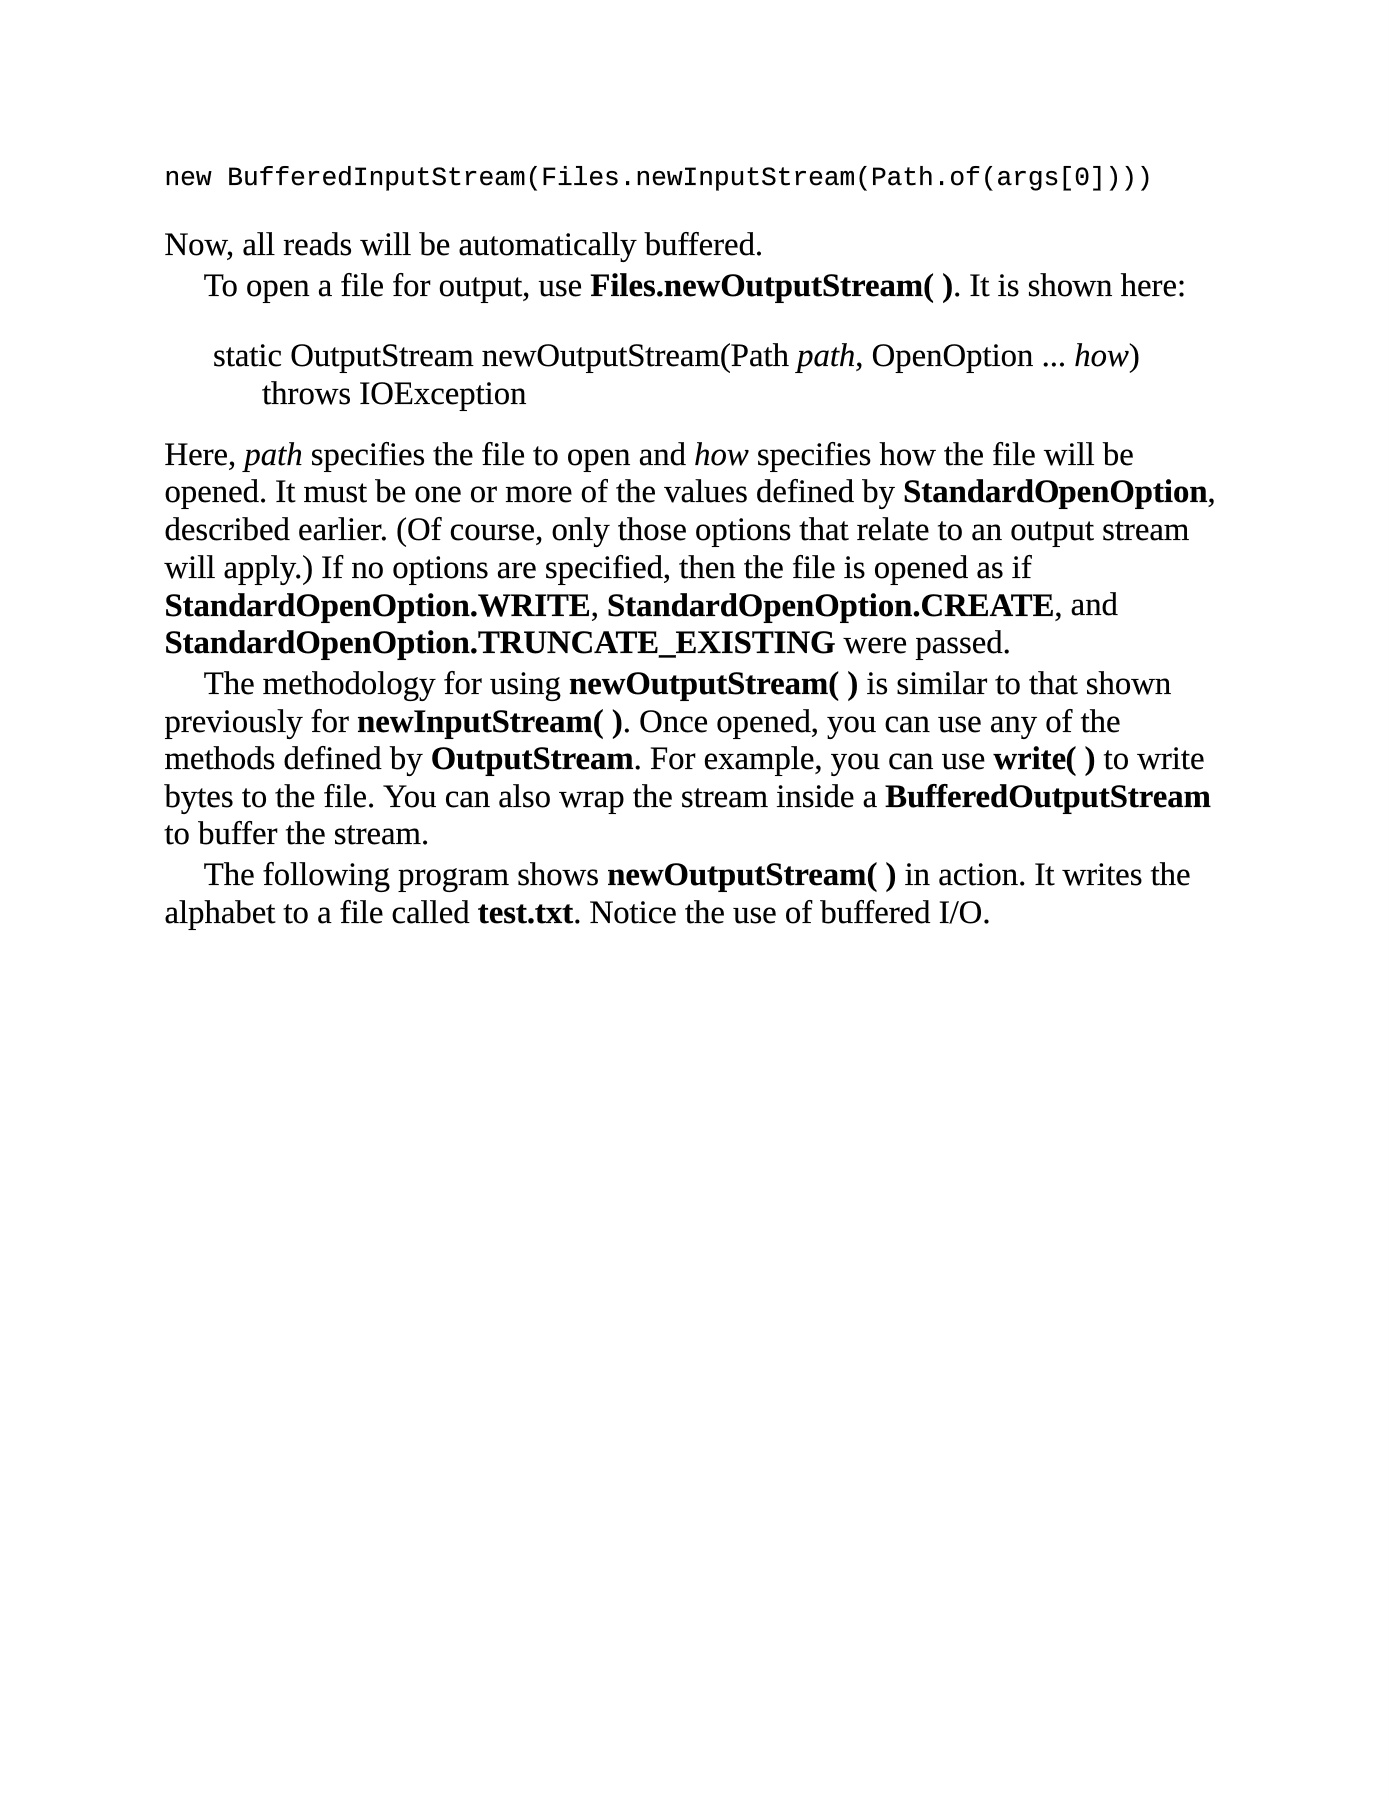 new BufferedInputStream(Files.newInputStream(Path.of(args[0])))
Now, all reads will be automatically buffered.
To open a file for output, use Files.newOutputStream( ). It is shown here:
static OutputStream newOutputStream(Path path, OpenOption ... how)
throws IOException
Here, path specifies the file to open and how specifies how the file will be
opened. It must be one or more of the values defined by StandardOpenOption,
described earlier. (Of course, only those options that relate to an output stream
will apply.) If no options are specified, then the file is opened as if
StandardOpenOption.WRITE, StandardOpenOption.CREATE, and
StandardOpenOption.TRUNCATE_EXISTING were passed.
The methodology for using newOutputStream( ) is similar to that shown
previously for newInputStream( ). Once opened, you can use any of the
methods defined by OutputStream. For example, you can use write( ) to write
bytes to the file. You can also wrap the stream inside a BufferedOutputStream
to buffer the stream.
The following program shows newOutputStream( ) in action. It writes the
alphabet to a file called test.txt. Notice the use of buffered I/O.